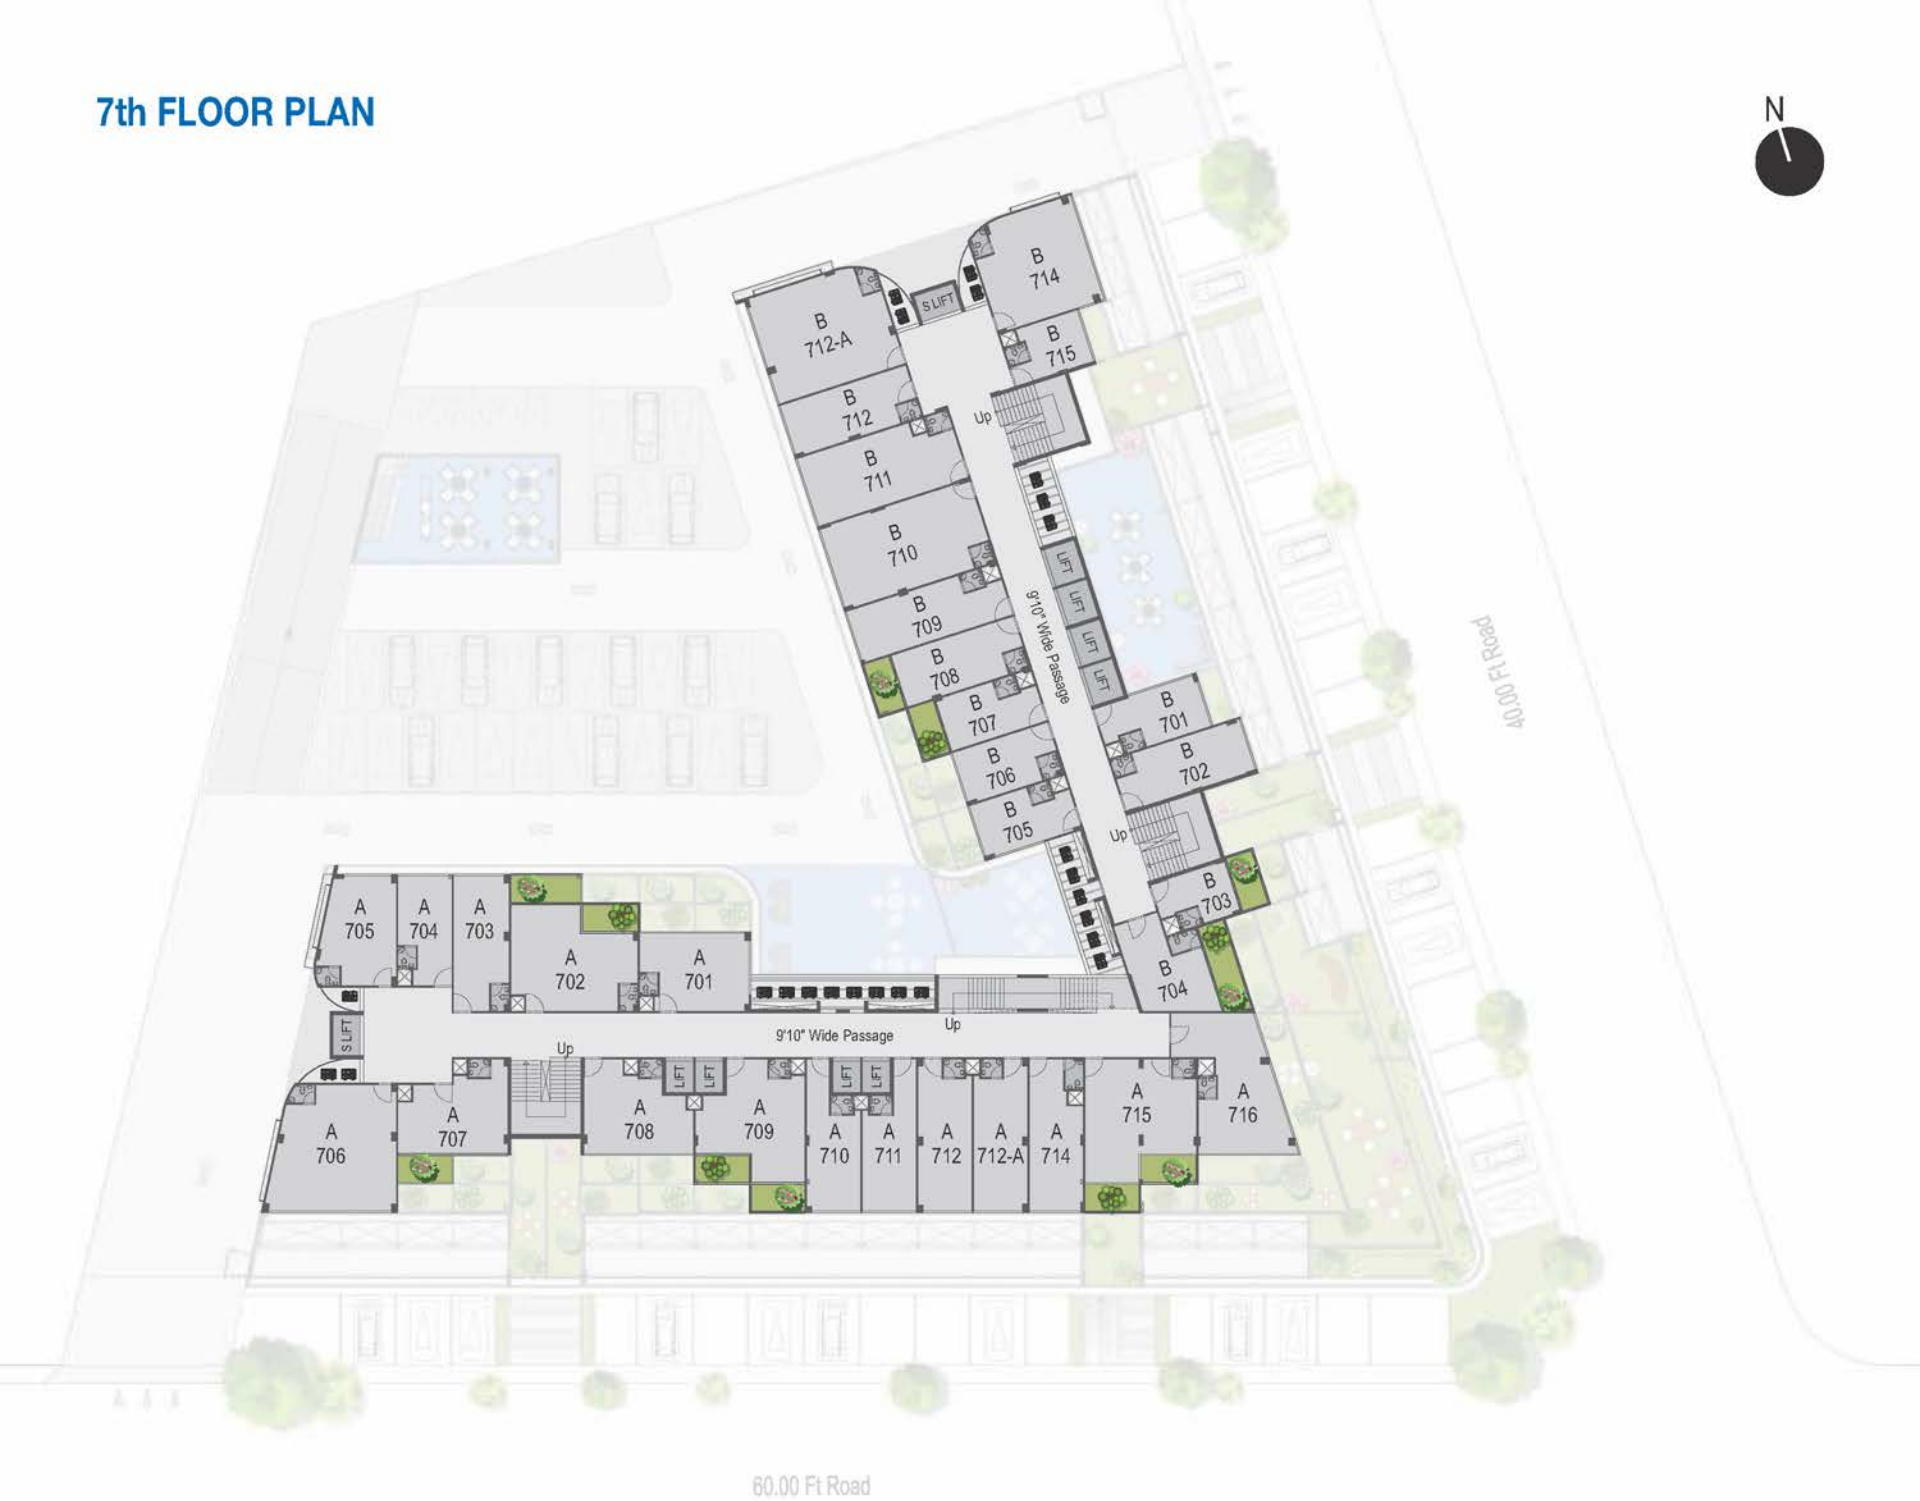 7th FLOOR PLAN
N
B
714
S LIFT
B
712-A
B
715
B
712
Up
B
711
B
710
LIFT
LIFT
LIFT
LIFT
9'10" Wide Passage
B
709
B
708
B
707
B
701
B
706
B
702
B
705
Up
B
703
B
704
40.00 Ft Road
A
705
A
704
A
703
A
702
A
701
S LIFT
9'10" Wide Passage
Up
Up
LIFT
LIFT
LIFT
LIFT
A
706
A
707
A
708
A
709
A
710
A
711
A
712
A
712-A
A
714
A
715
A
716
60.00 Ft Road